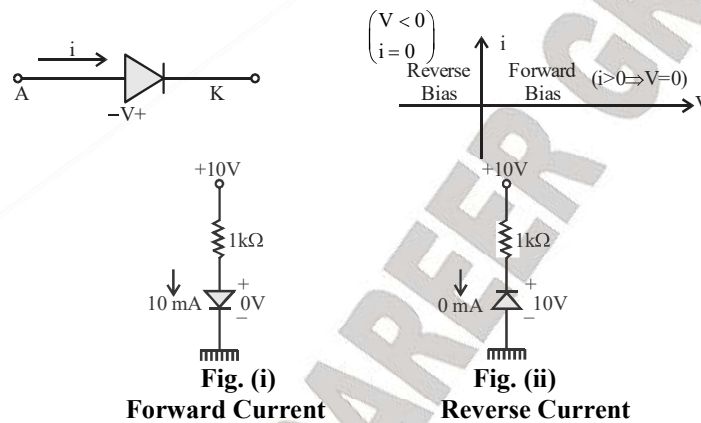 i
A
K
−V+
(V < 0
i = 0)
i
Reverse Bias
Forward Bias
(i>0⇒V=0)
V
+10V
1kΩ
10 mA
+
0V
−
Fig. (i)
Forward Current
+10V
1kΩ
0 mA
+
10V
−
Fig. (ii)
Reverse Current
CAREER G